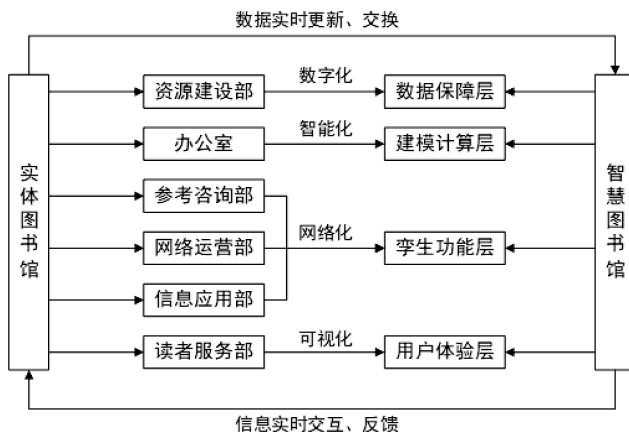 数据实时更新、交换
实体图书馆
资源建设部
数字化
数据保障层
办公室
智能化
建模计算层
参考咨询部
网络运营部
网络化
孪生功能层
信息应用部
读者服务部
可视化
用户体验层
智慧图书馆
信息实时交互、反馈